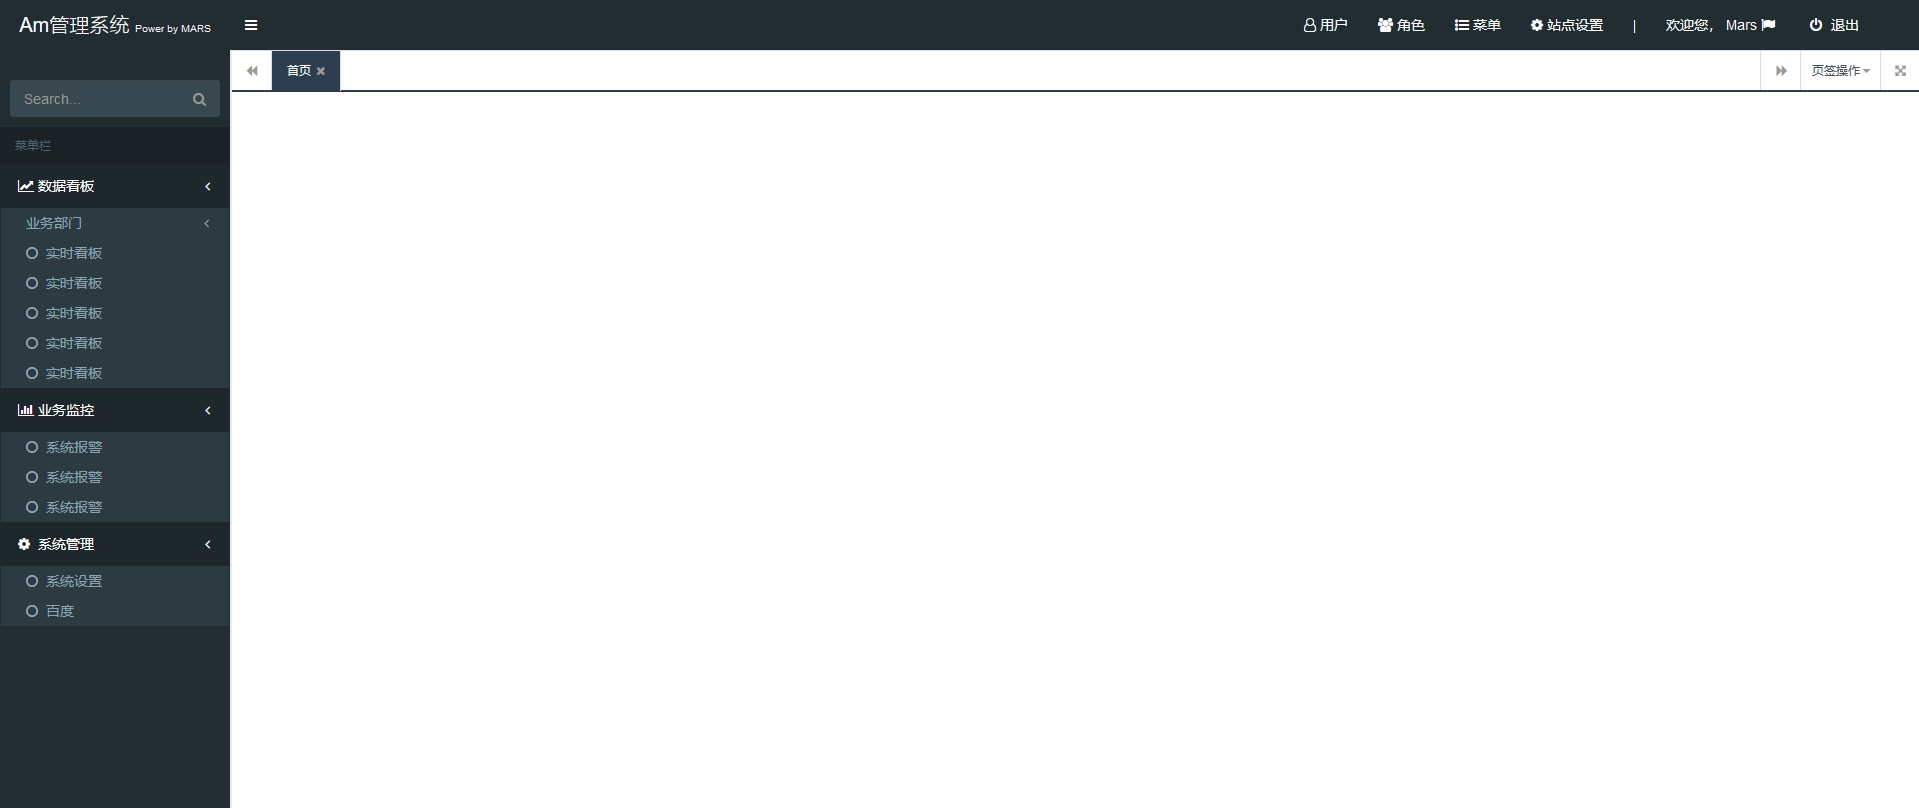 Am管理系统 Power by MARS
用户 角色 菜单 站点设置 | 欢迎您， Mars 退出
首页 页签操作
Search...
菜单栏
数据看板
业务部门
实时看板
实时看板
实时看板
实时看板
实时看板
业务监控
系统报警
系统报警
系统报警
系统管理
系统设置
百度